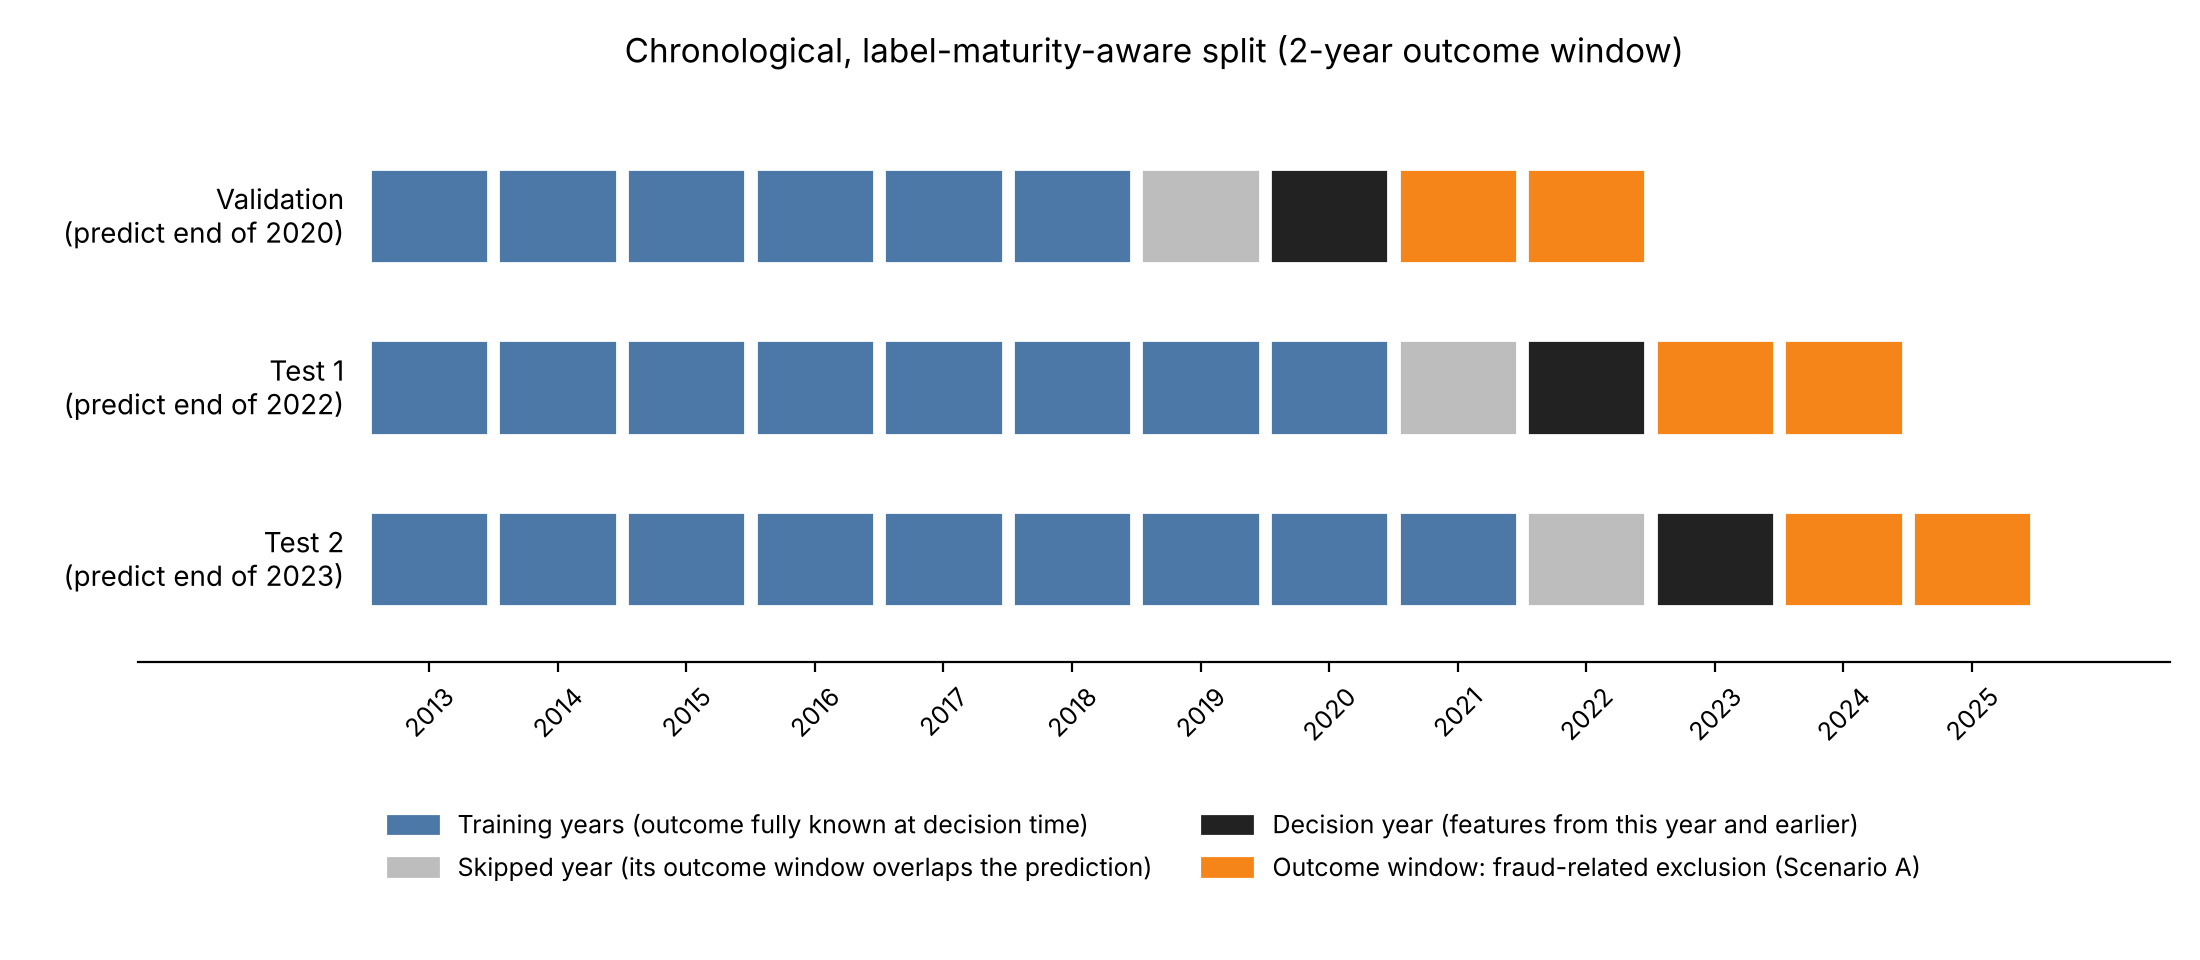 Chronological, label-maturity-aware split (2-year outcome window)
Validation
(predict end of 2020)
Test 1
(predict end of 2022)
Test 2
(predict end of 2023)
2013
2014
2015
2016
2017
2018
2019
2020
2021
2022
2023
2024
2025
Training years (outcome fully known at decision time)
Skipped year (its outcome window overlaps the prediction)
Decision year (features from this year and earlier)
Outcome window: fraud-related exclusion (Scenario A)